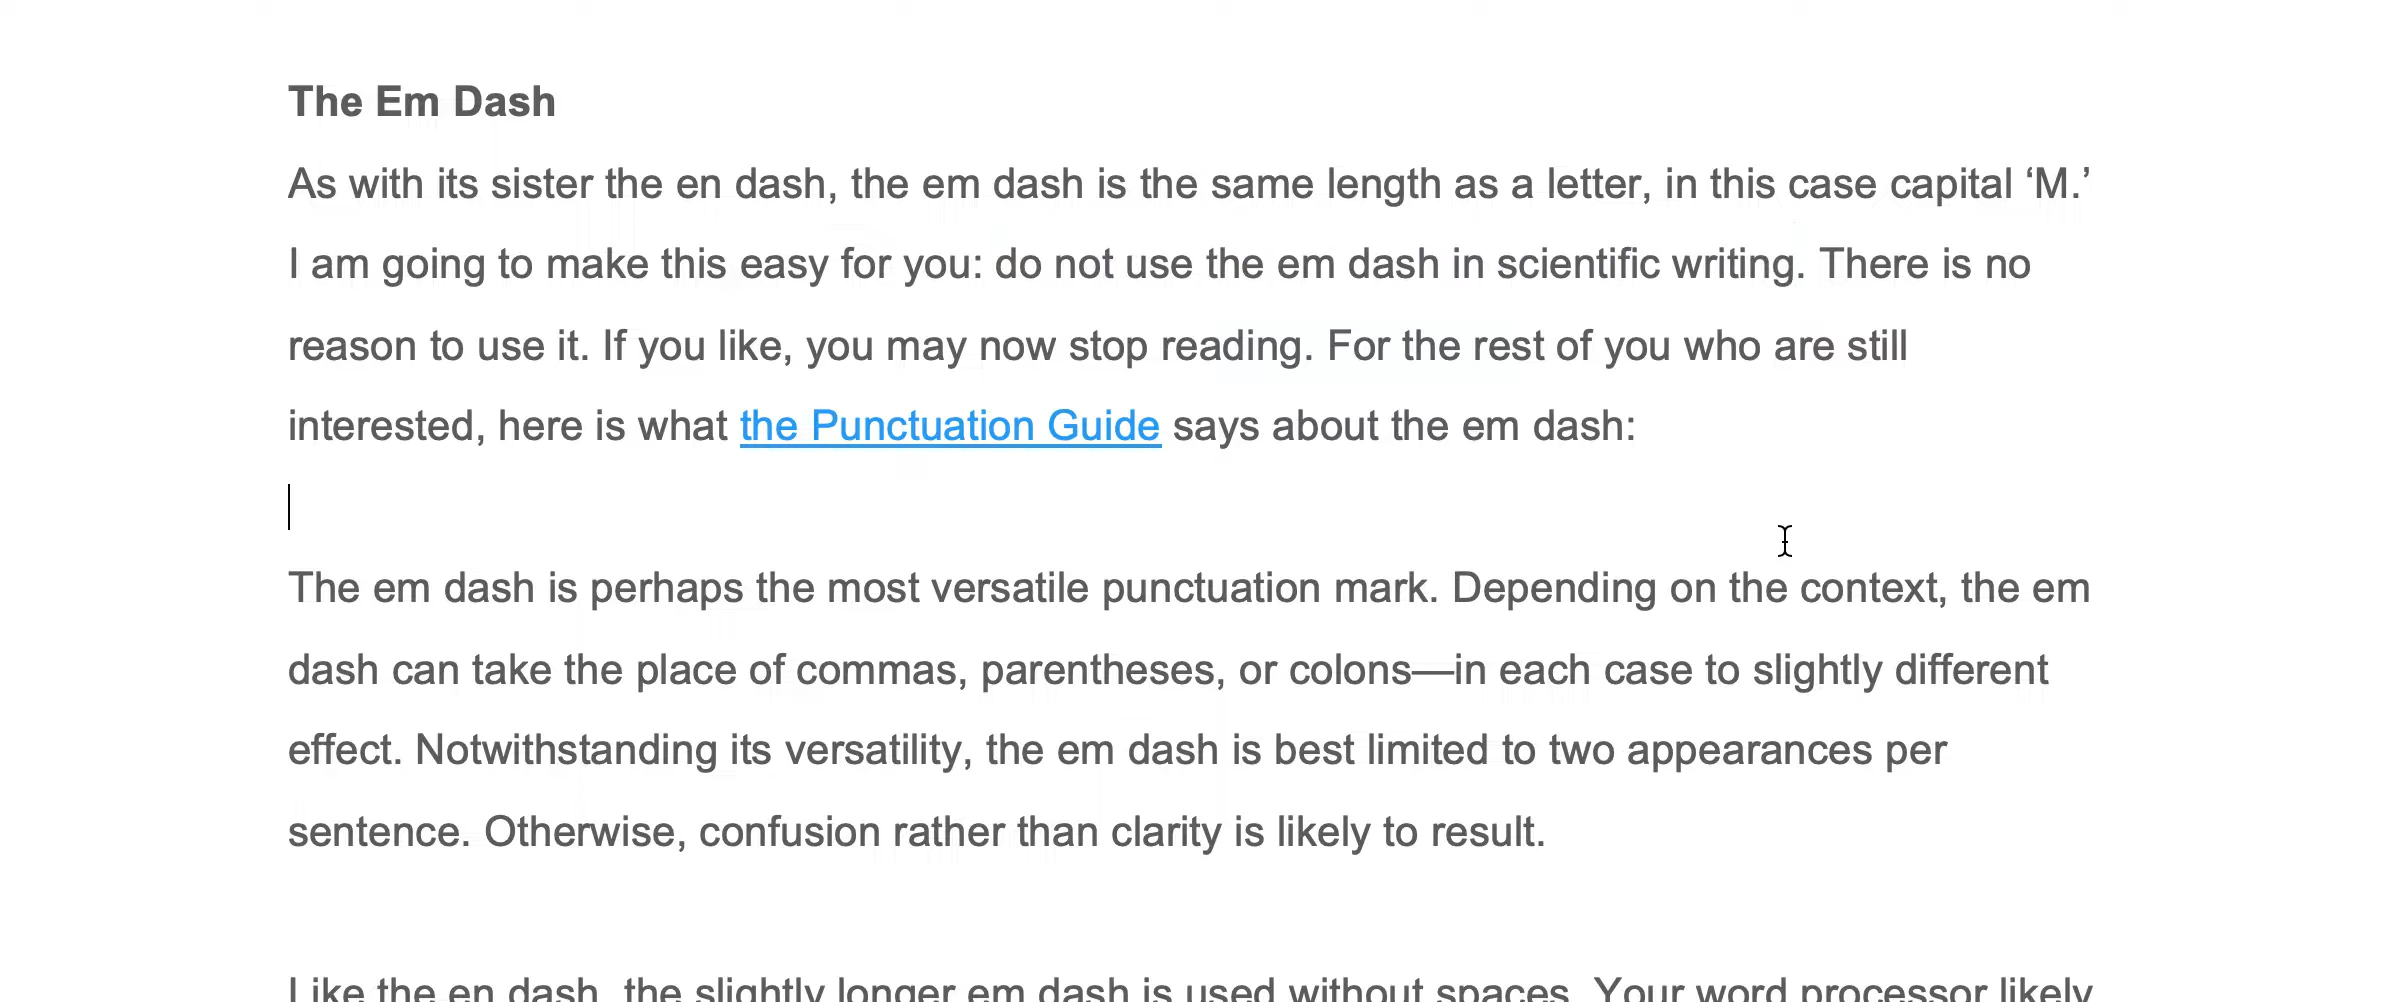 The Em Dash
As with its sister the en dash, the em dash is the same length as a letter, in this case capital ‘M.’
I am going to make this easy for you: do not use the em dash in scientific writing. There is no
reason to use it. If you like, you may now stop reading. For the rest of you who are still
interested, here is what the Punctuation Guide says about the em dash:
The em dash is perhaps the most versatile punctuation mark. Depending on the context, the em
dash can take the place of commas, parentheses, or colons—in each case to slightly different
effect. Notwithstanding its versatility, the em dash is best limited to two appearances per
sentence. Otherwise, confusion rather than clarity is likely to result.
Like the en dash, the slightly longer em dash is used without spaces. Your word processor likely